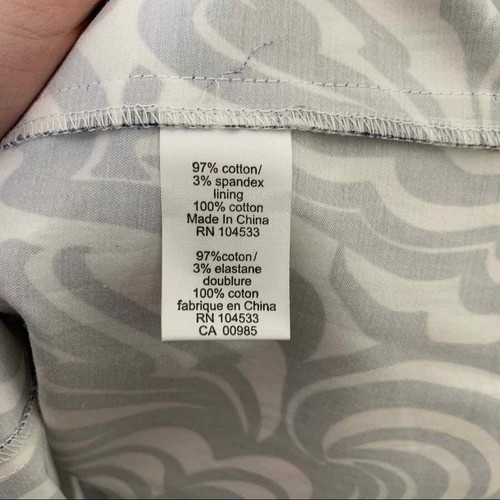 97% cotton/
3% spandex
lining
100% cotton
Made In China
RN 104533
97%coton/
3% elastane
doublure
100% coton
fabrique en China
RN 104533
CA 00985